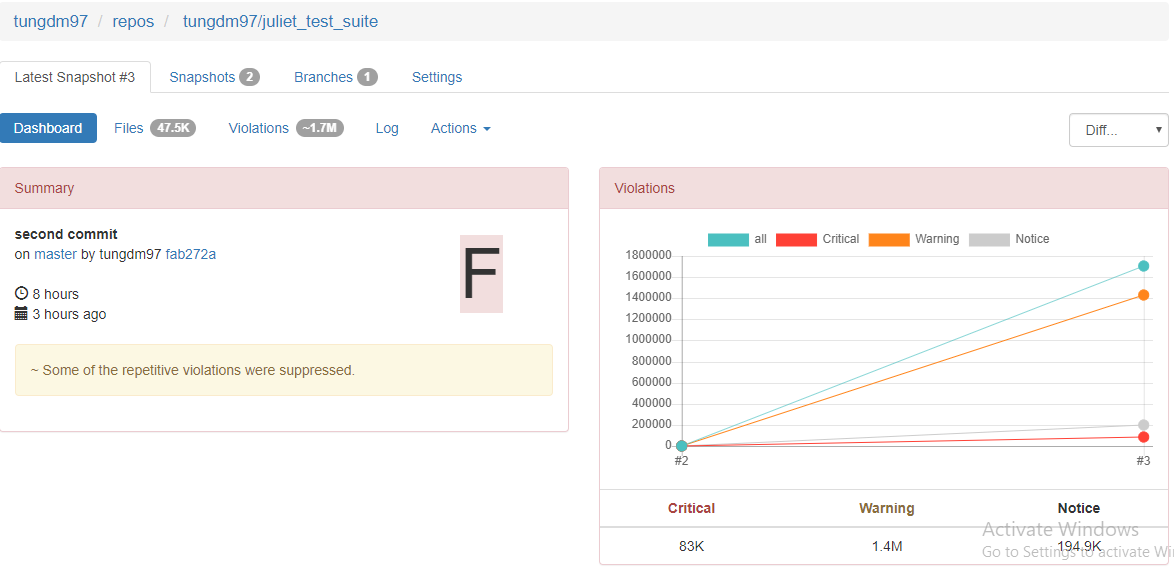 tungdm97 / repos / tungdm97/juliet_test_suite
Latest Snapshot #3 Snapshots 2 Branches 1 Settings
Dashboard Files 47.5K Violations ~1.7M Log Actions Diff...
Summary
second commit
on master by tungdm97 fab272a
F
8 hours
3 hours ago
~ Some of the repetitive violations were suppressed.
Violations
all Critical Warning Notice
1800000
1600000
1400000
1200000
1000000
800000
600000
400000
200000
0
#2 #3
Critical Warning Notice
83K 1.4M 194.9K
Activate Windows
Go to Settings to activate Wi